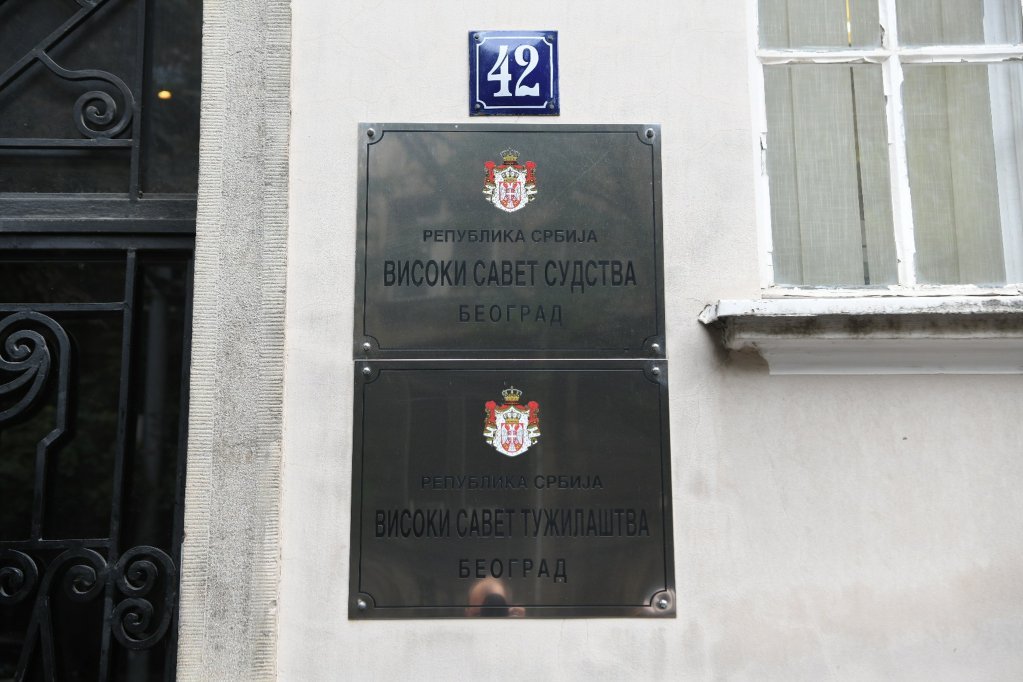 42
РЕПУБЛИКА СРБИЈА
ВИСОКИ САВЕТ СУДСТВА
БЕОГРАД
РЕПУБЛИКА СРБИЈА
ВИСОКИ САВЕТ ТУЖИЛАШТВА
БЕОГРАД